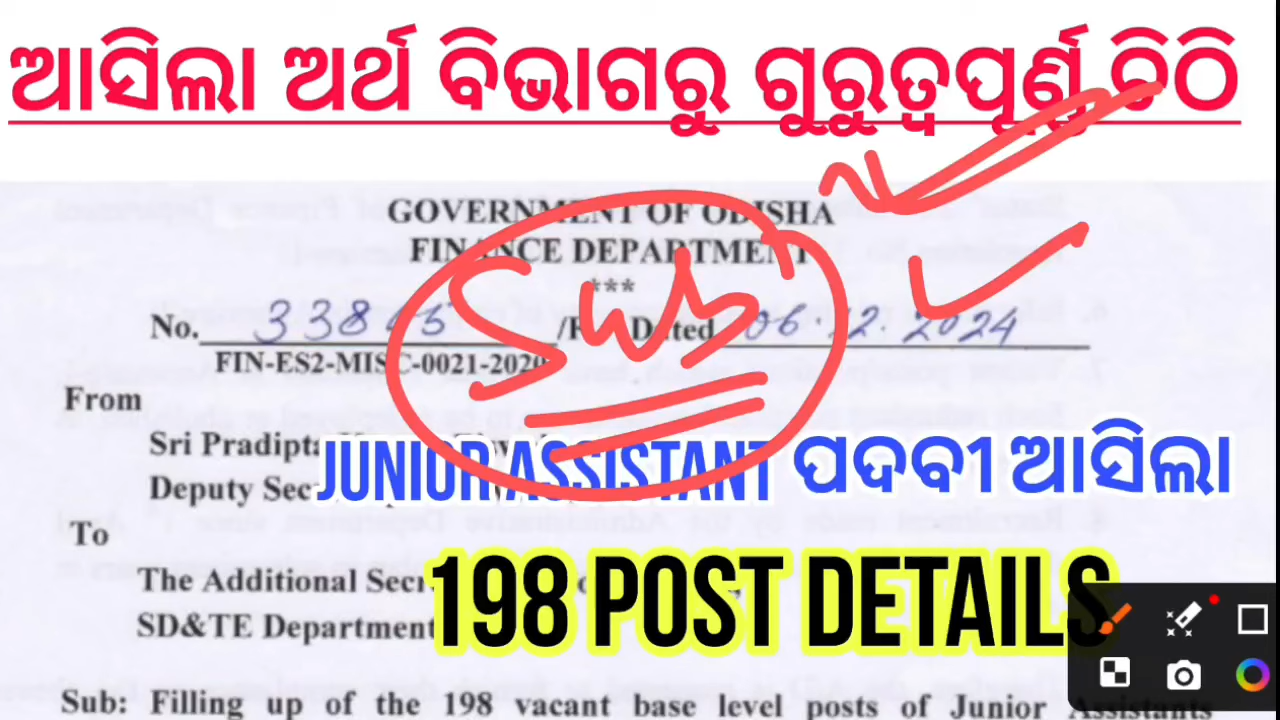 ଆସିଲା ଅର୍ଥ ବିଭାଗରୁ ଗୁରୁତ୍ୱପୂର୍ଣ୍ଣ ଚିଠି
GOVERNMENT OF ODISHA
FINANCE DEPARTMENT
***
No. 33845 /F., Dated 06.12.2024
FIN-ES2-MISC-0021-2020
From
Sri Pradipta
Deputy Sec
JUNIOR ASSISTANT ପଦବୀ ଆସିଲା
To
The Additional Secr
SD&TE Department
198 POST DETAILS
Sub: Filling up of the 198 vacant base level posts of Junior Assistants